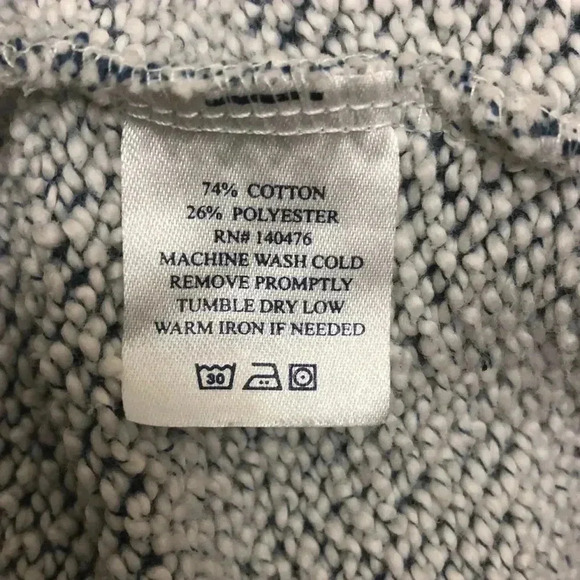 74% COTTON
26% POLYESTER
RN# 140476
MACHINE WASH COLD
REMOVE PROMPTLY
TUMBLE DRY LOW
WARM IRON IF NEEDED
30